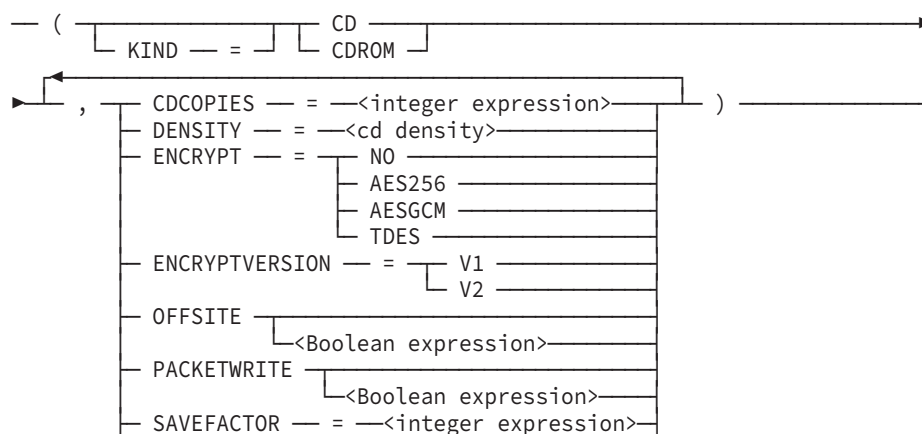 ( KIND = CD
CDROM
, CDCOPIES = <integer expression> )
DENSITY = <cd density>
ENCRYPT = NO
AES256
AESGCM
TDES
ENCRYPTVERSION = V1
V2
OFFSITE
<Boolean expression>
PACKETWRITE
<Boolean expression>
SAVEFACTOR = <integer expression>